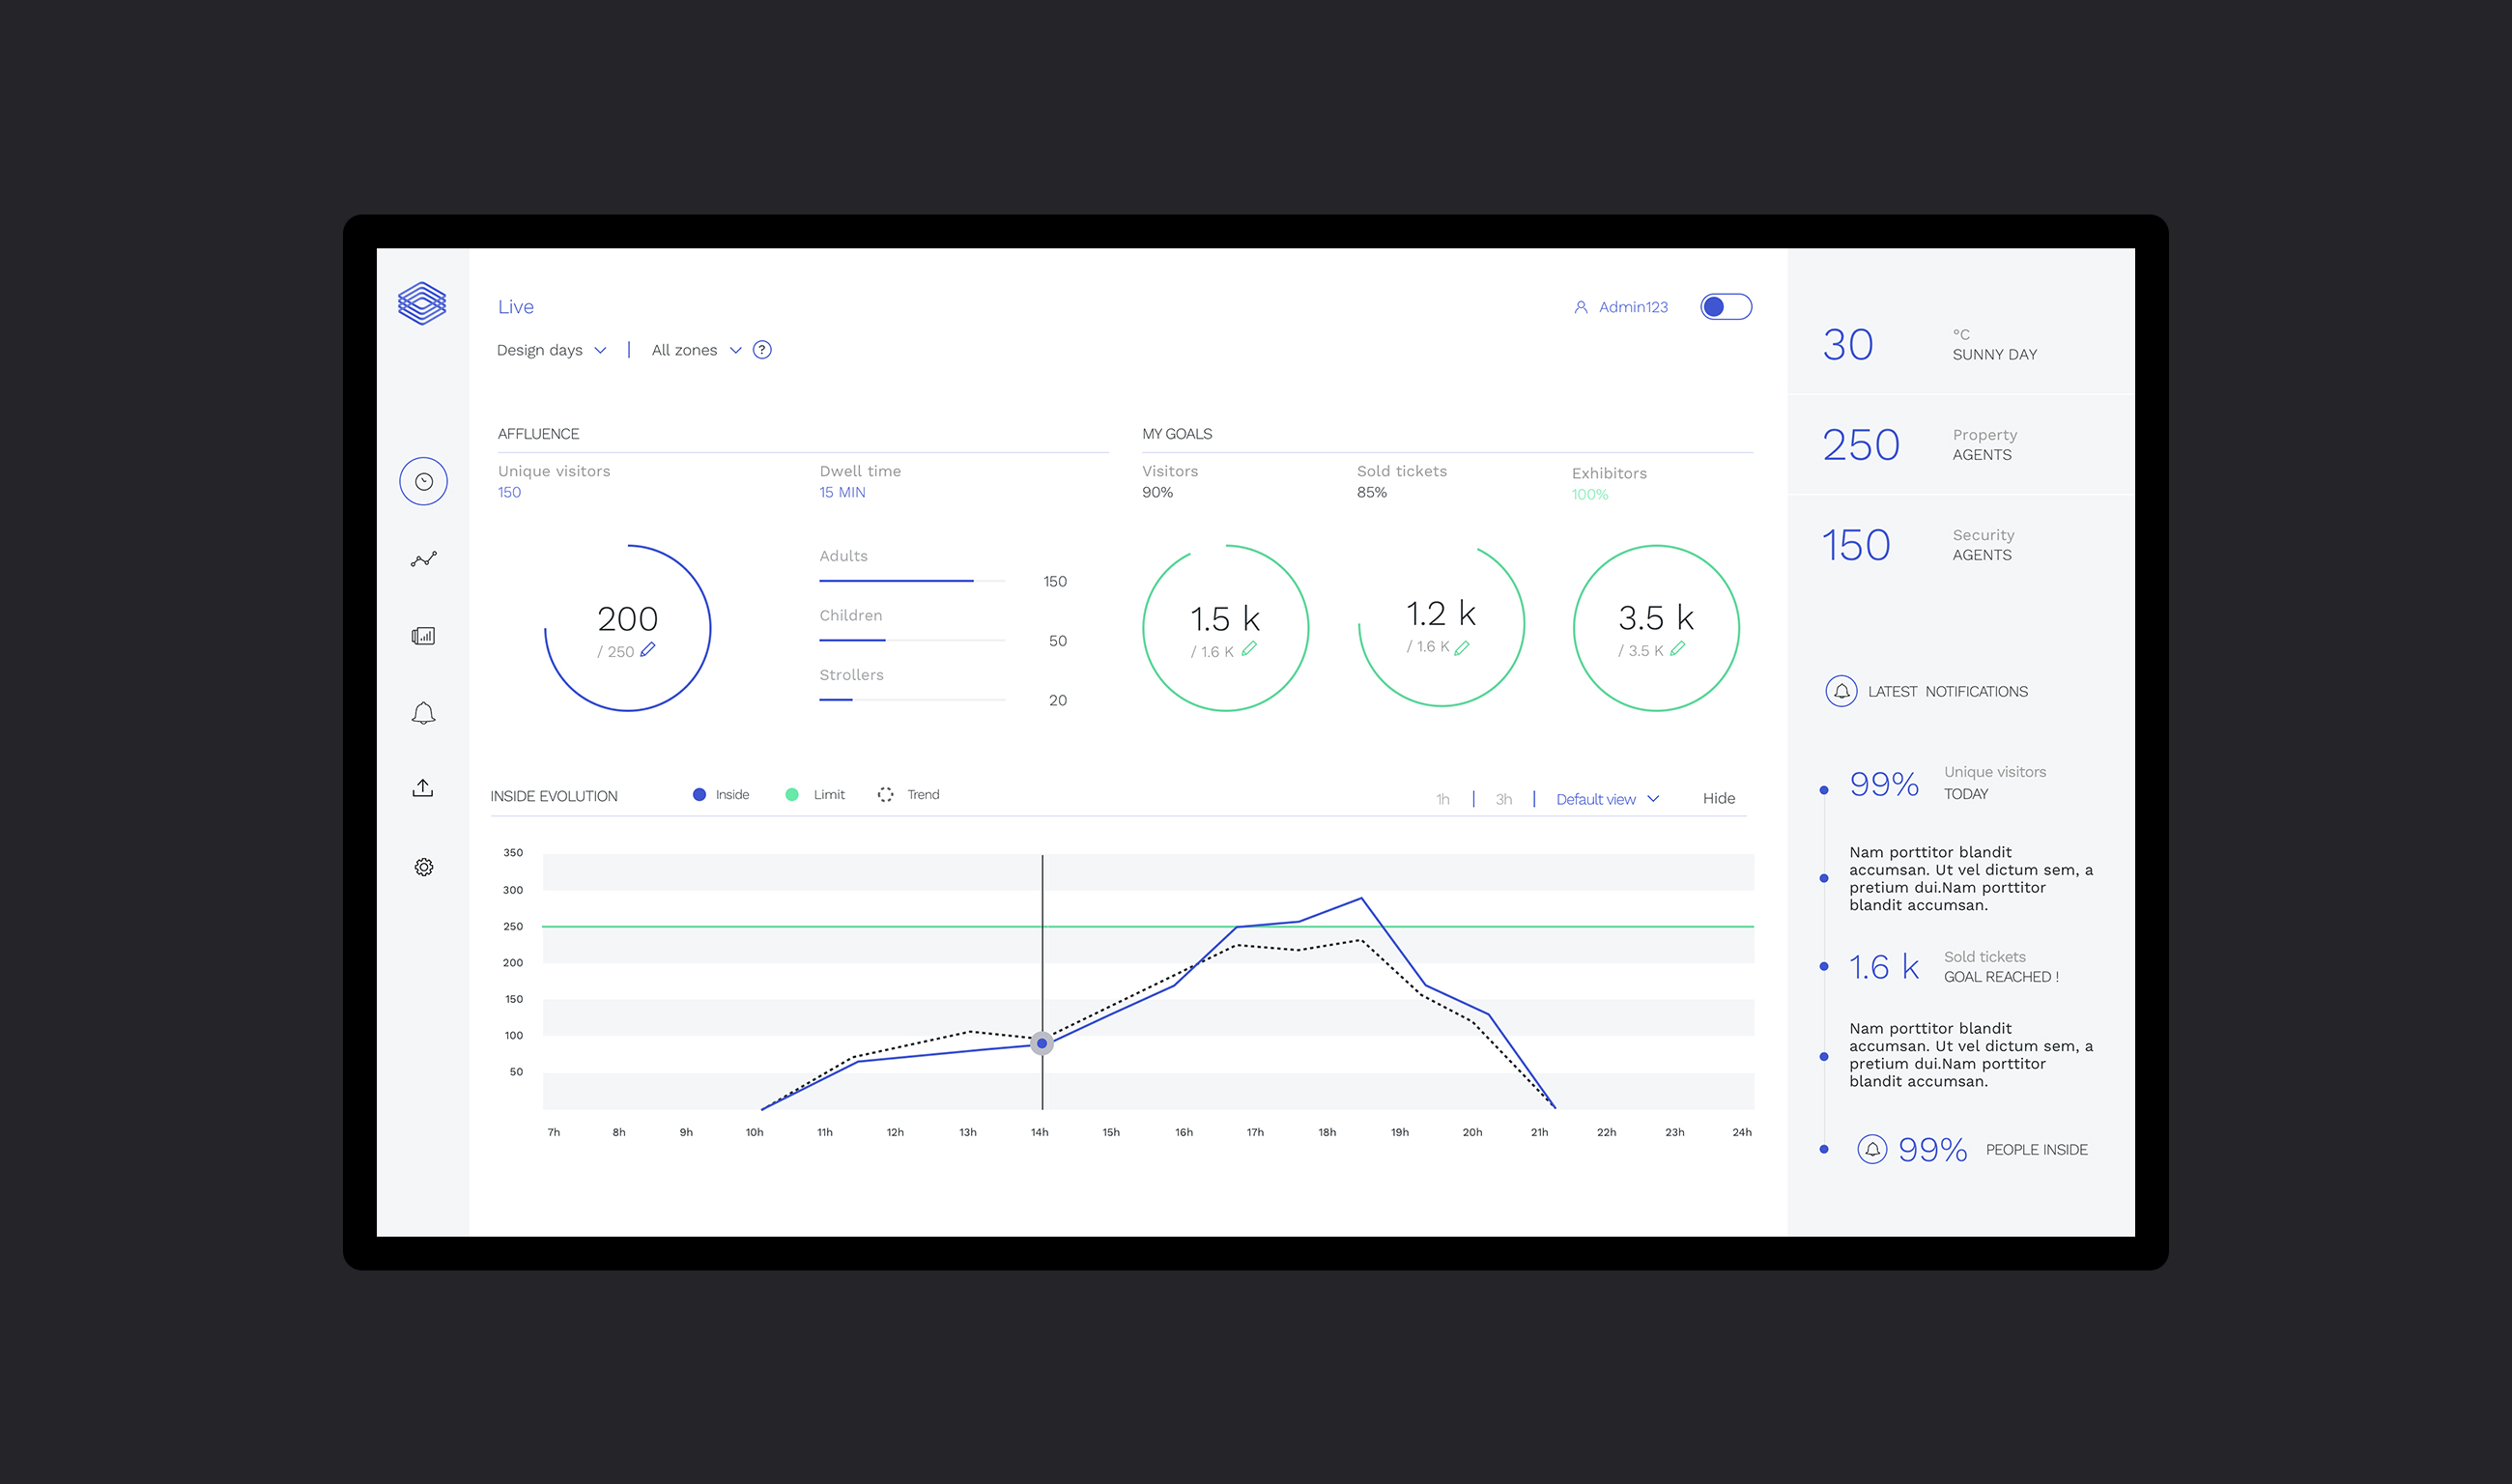 Live
Admin123
Design days
All zones ?
AFFLUENCE
Unique visitors
150
Dwell time
15 MIN
200
/ 250
Adults
150
Children
50
Strollers
20
MY GOALS
Visitors
90%
Sold tickets
85%
Exhibitors
100%
1.5 k
/ 1.6 K
1.2 k
/ 1.6 K
3.5 k
/ 3.5 K
INSIDE EVOLUTION
Inside
Limit
Trend
1h
3h
Default view
Hide
350
300
250
200
150
100
50
7h 8h 9h 10h 11h 12h 13h 14h 15h 16h 17h 18h 19h 20h 21h 22h 23h 24h
30
°C
SUNNY DAY
250
Property
AGENTS
150
Security
AGENTS
LATEST NOTIFICATIONS
99%
Unique visitors
TODAY
Nam porttitor blandit
accumsan. Ut vel dictum sem, a
pretium dui.Nam porttitor
blandit accumsan.
1.6 k
Sold tickets
GOAL REACHED !
Nam porttitor blandit
accumsan. Ut vel dictum sem, a
pretium dui.Nam porttitor
blandit accumsan.
99%
PEOPLE INSIDE